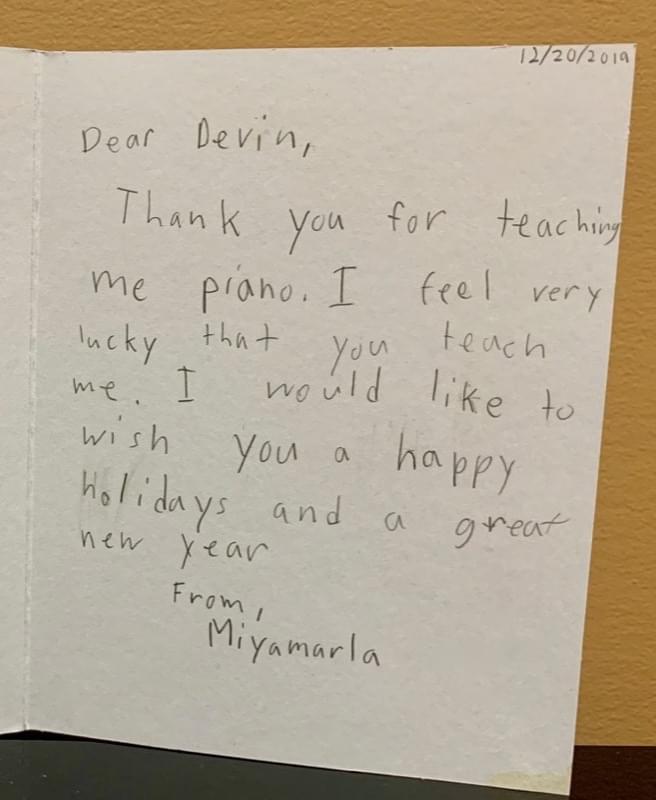 12/20/2019
Dear Devin,
Thank you for teaching
me piano. I feel very
lucky that you teach
me. I would like to
wish you a happy
holidays and a great
new year
From,
Miyamarla